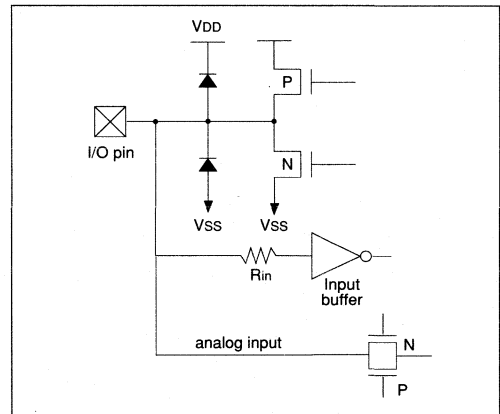 VDD
P
I/O pin
N
VSS
VSS
Rin
Input
buffer
analog input
N
P